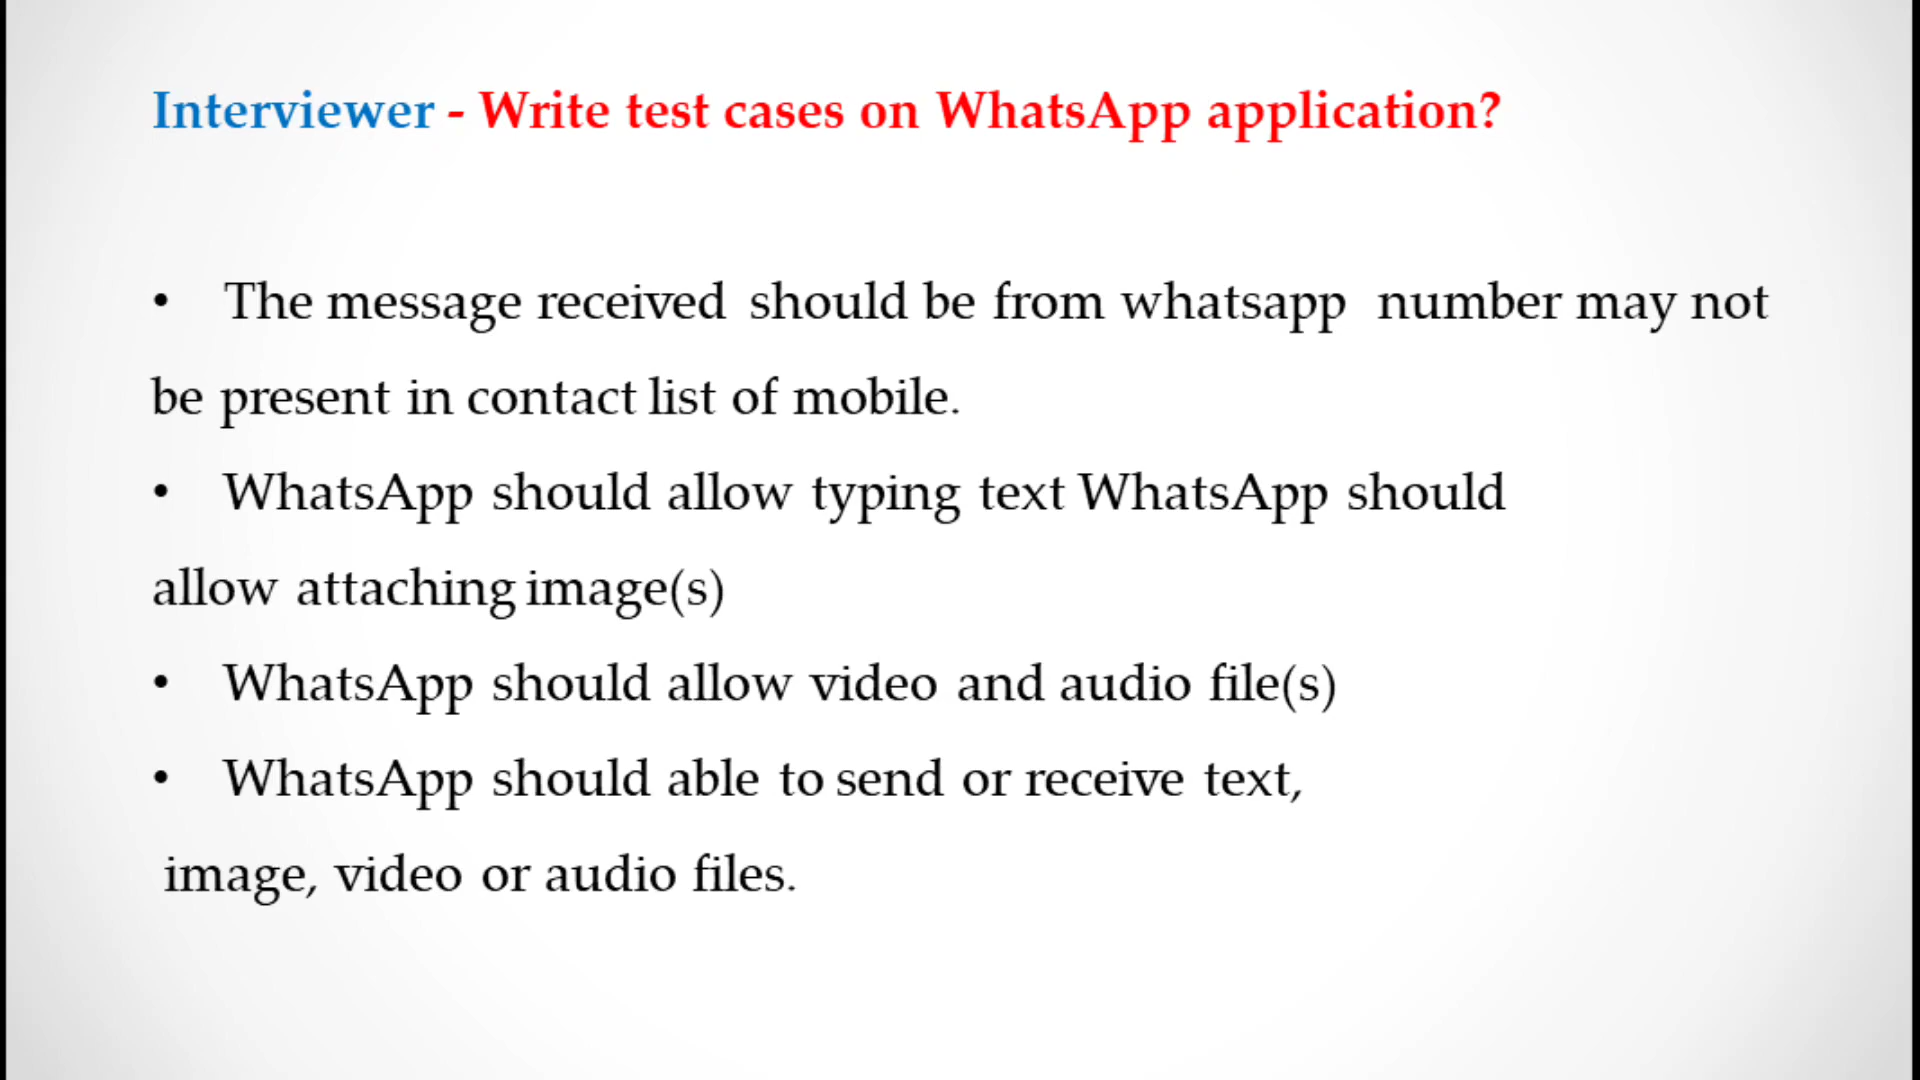 Interviewer - Write test cases on WhatsApp application?
• The message received should be from whatsapp number may not
be present in contact list of mobile.
• WhatsApp should allow typing text WhatsApp should
allow attaching image(s)
• WhatsApp should allow video and audio file(s)
• WhatsApp should able to send or receive text,
image, video or audio files.